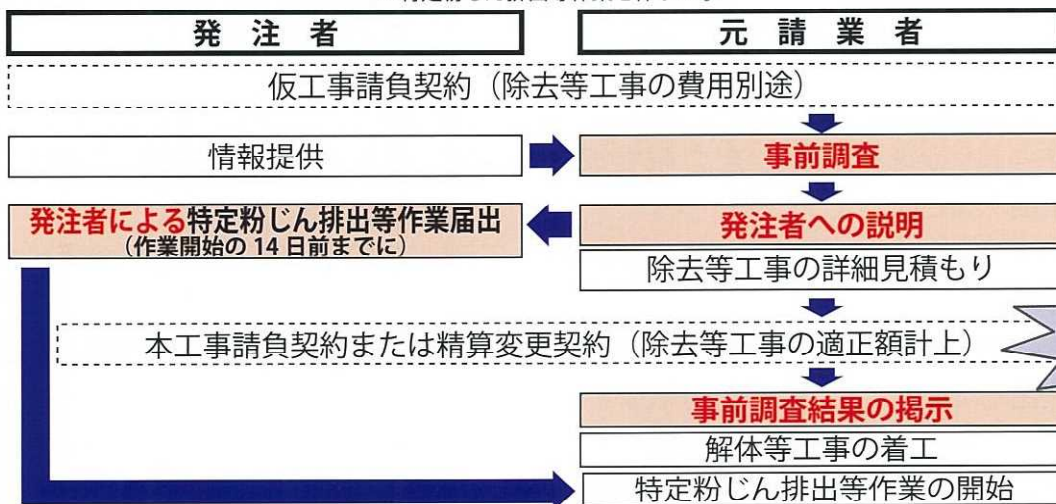 発注者
元請業者
仮工事請負契約（除去等工事の費用別途）
情報提供
事前調査
発注者による特定粉じん排出等作業届出
（作業開始の 14 日前までに）
発注者への説明
除去等工事の詳細見積もり
本工事請負契約または精算変更契約（除去等工事の適正額計上）
事前調査結果の掲示
解体等工事の着工
特定粉じん排出等作業の開始